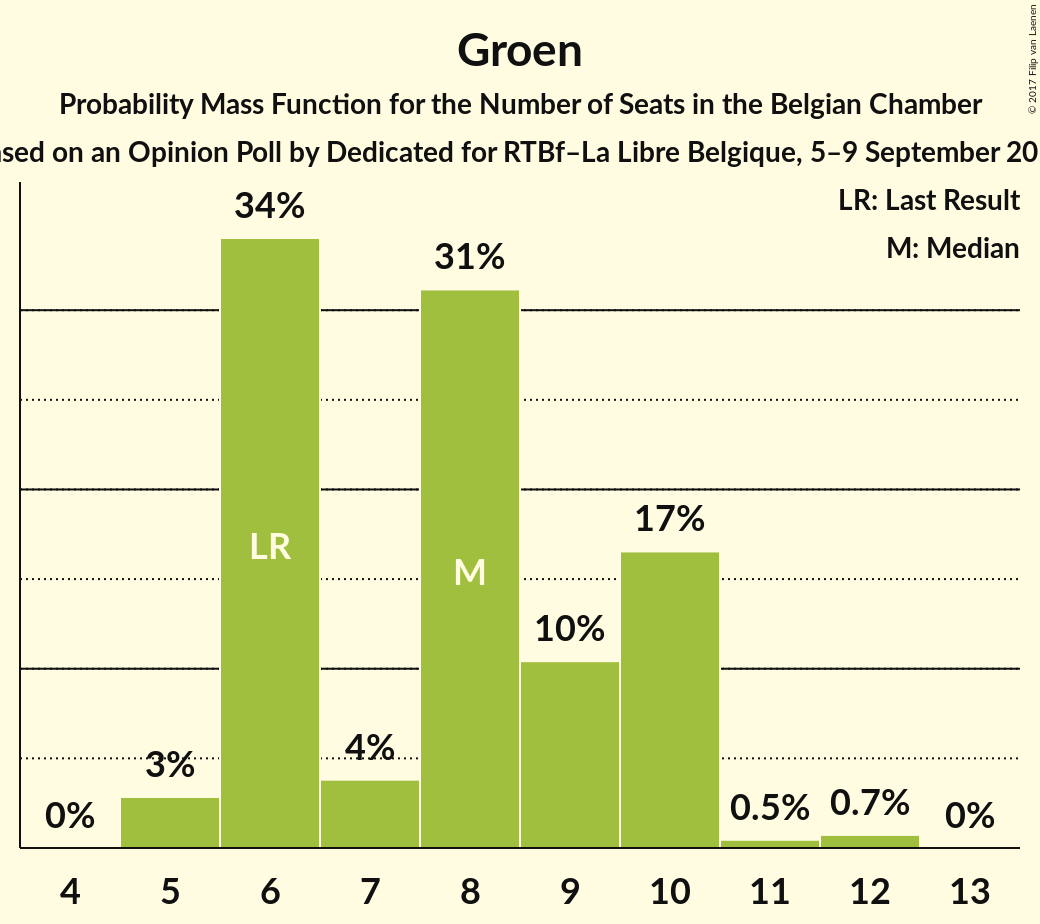 Groen
Probability Mass Function for the Number of Seats in the Belgian Chamber
on an Opinion Poll by Dedicated for RTBf–La Libre Belgique, 5–9 September
LR: Last Result
M: Median
34%
31%
17%
10%
4%
3%
0%
0.5%
0.7%
0%
LR
M
4 5 6 7 8 9 10 11 12 13
© 2017 Filip van Laenen